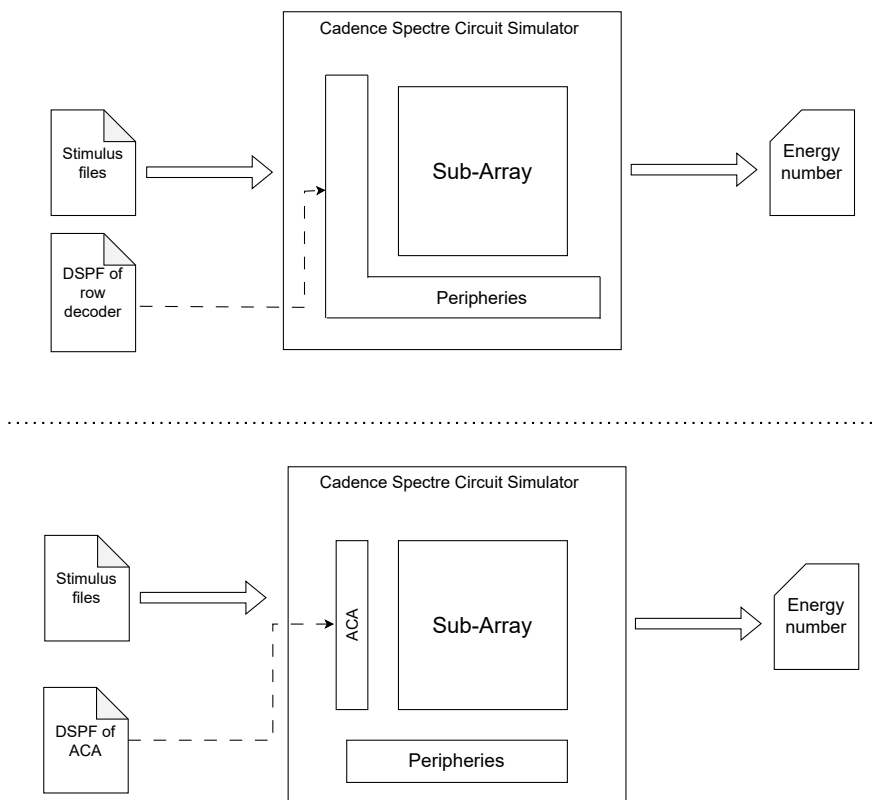 Cadence Spectre Circuit Simulator
Stimulus
files
Sub-Array
Energy
number
DSPF of
row
decoder
Peripheries
Cadence Spectre Circuit Simulator
Stimulus
files
ACA
Sub-Array
Energy
number
DSPF of
ACA
Peripheries